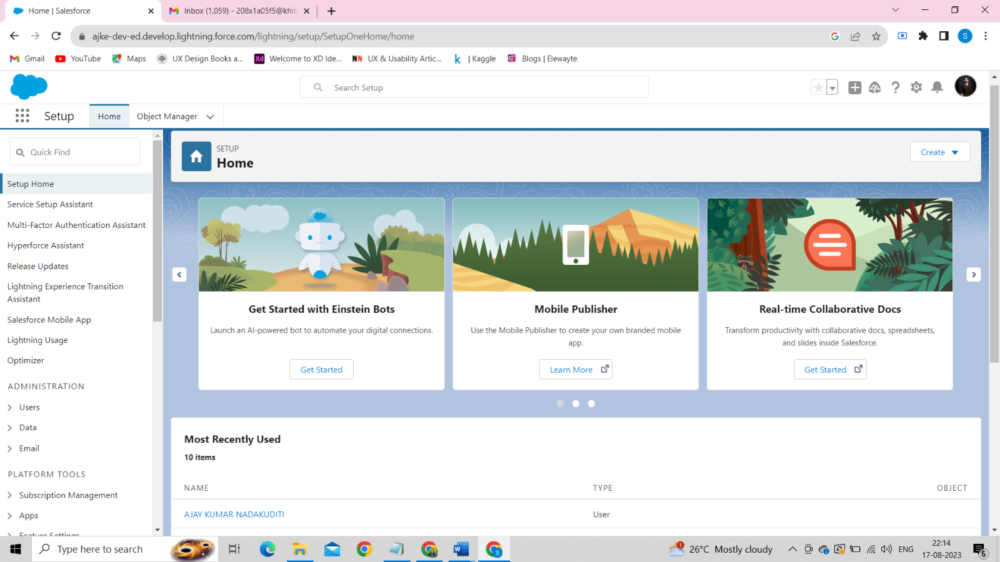 Home | Salesforce
Inbox (1,059) - 208x1a05f5@khitg
ajke-dev-ed.develop.lightning.force.com/lightning/setup/SetupOneHome/home
S
Gmail
YouTube
Maps
UX Design Books a...
Xd Welcome to XD Ide...
NN UX & Usability Artic...
k | Kaggle
Blogs | Elewayte
Search Setup
Setup
Home
Object Manager
Quick Find
Setup Home
Service Setup Assistant
Multi-Factor Authentication Assistant
Hyperforce Assistant
Release Updates
Lightning Experience Transition
Assistant
Salesforce Mobile App
Lightning Usage
Optimizer
ADMINISTRATION
Users
Data
Email
PLATFORM TOOLS
Subscription Management
Apps
Feature Settings
SETUP
Home
Create
Get Started with Einstein Bots
Launch an AI-powered bot to automate your digital connections.
Get Started
Mobile Publisher
Use the Mobile Publisher to create your own branded mobile
app.
Learn More
Real-time Collaborative Docs
Transform productivity with collaborative docs, spreadsheets,
and slides inside Salesforce.
Get Started
Most Recently Used
10 items
NAME TYPE OBJECT
AJAY KUMAR NADAKUDITI User
Type here to search
1
26°C Mostly cloudy
ENG
22:14
17-08-2023
6